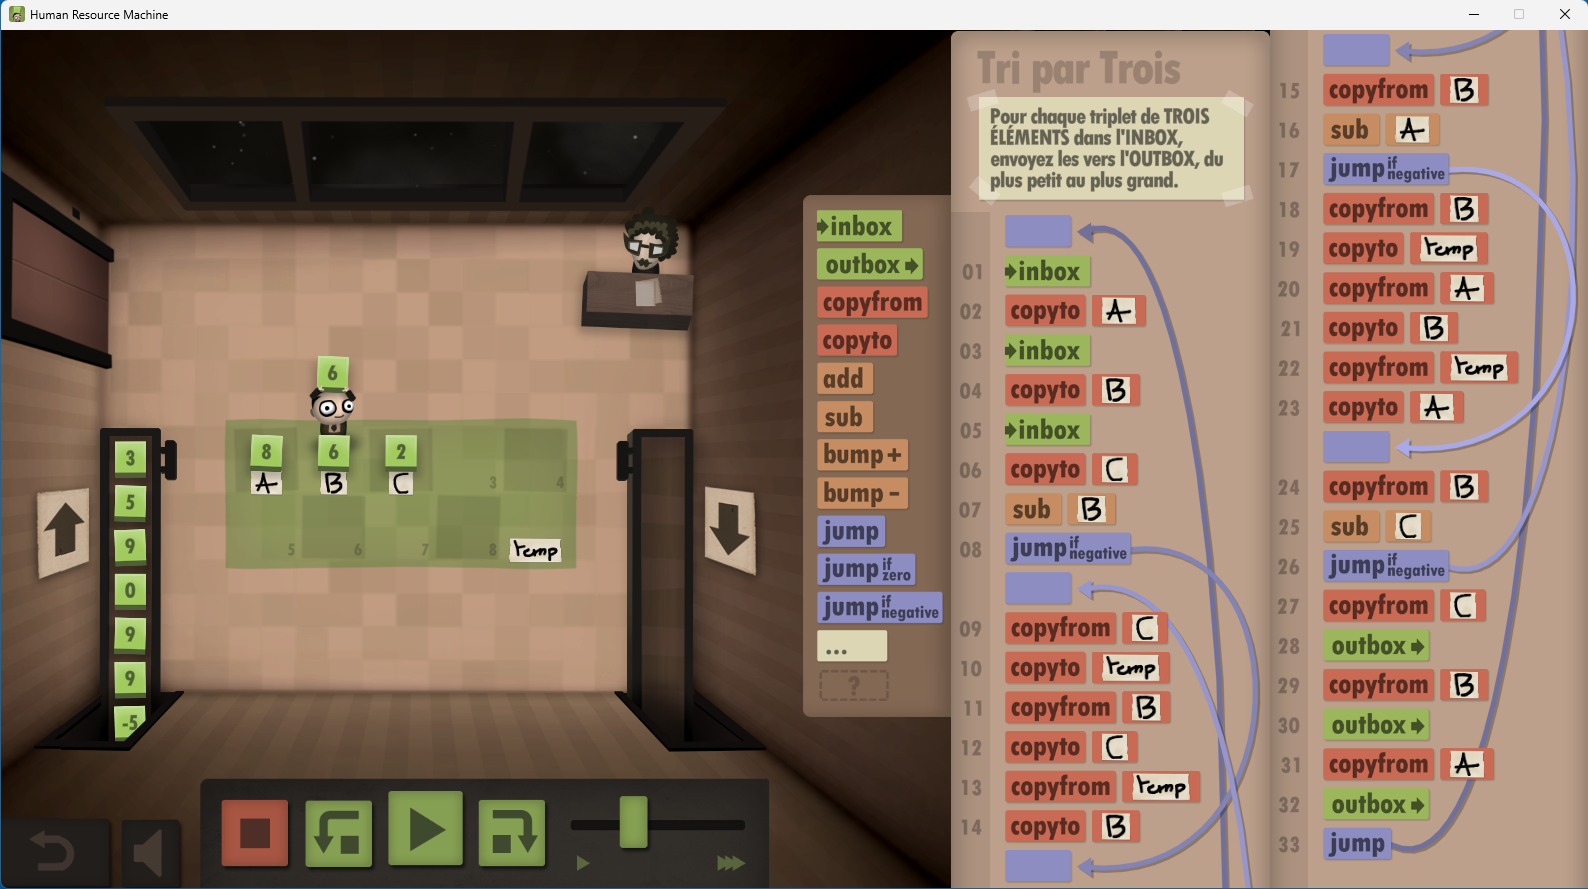 Human Resource Machine
Tri par Trois
Pour chaque triplet de TROIS
ÉLÉMENTS dans l'INBOX,
envoyez les vers l'OUTBOX, du
plus petit au plus grand.
inbox
outbox
copyfrom
copyto
add
sub
bump +
bump -
jump
jump if zero
jump if negative
...
?
01 inbox
02 copyto A
03 inbox
04 copyto B
05 inbox
06 copyto C
07 sub B
08 jump if negative
09 copyfrom C
10 copyto temp
11 copyfrom B
12 copyto C
13 copyfrom temp
14 copyto B
15 copyfrom B
16 sub A
17 jump if negative
18 copyfrom B
19 copyto temp
20 copyfrom A
21 copyto B
22 copyfrom temp
23 copyto A
24 copyfrom B
25 sub C
26 jump if negative
27 copyfrom C
28 outbox
29 copyfrom B
30 outbox
31 copyfrom A
32 outbox
33 jump
6
8 6 2
A B C 3 4
5 6 7 8 temp
3
5
9
0
9
9
-5